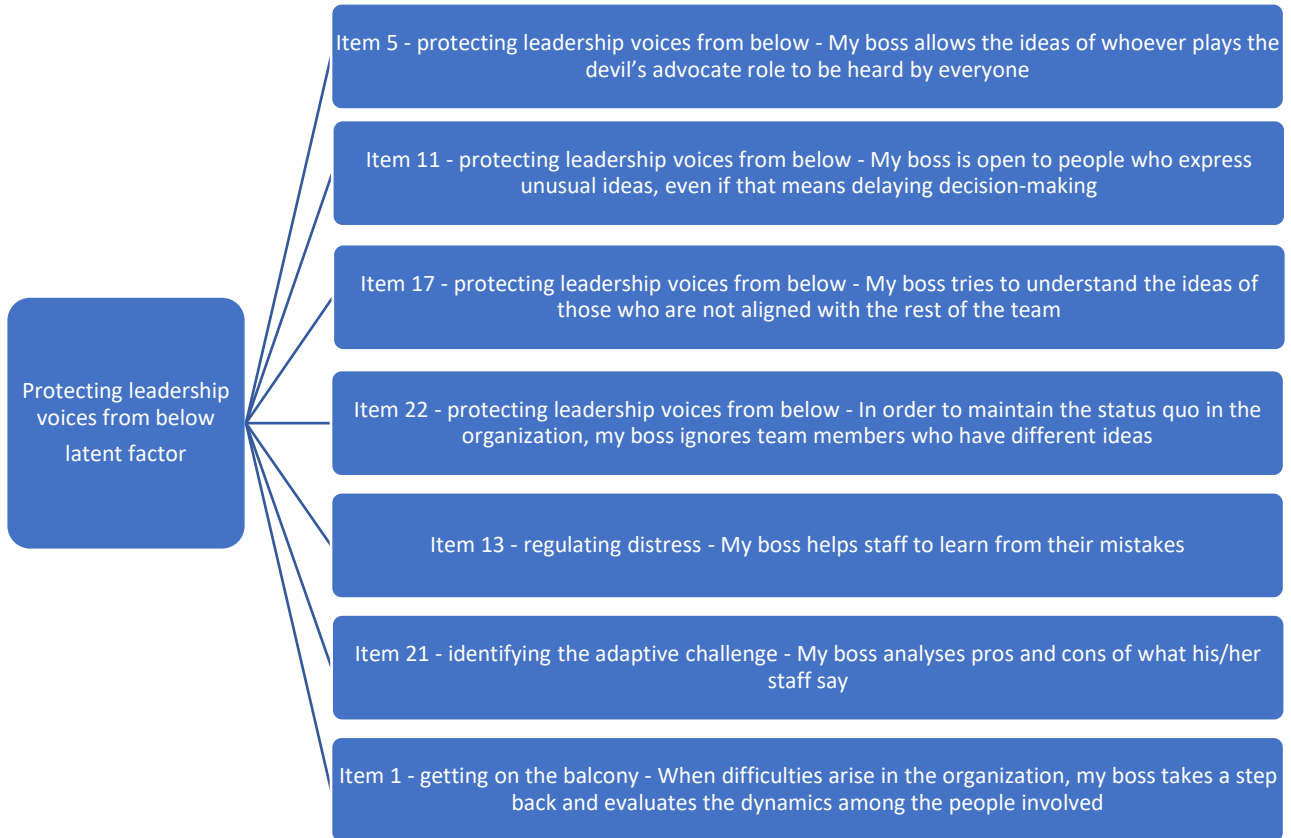 Item 5 - protecting leadership voices from below - My boss allows the ideas of whoever plays the
devil’s advocate role to be heard by everyone
Item 11 - protecting leadership voices from below - My boss is open to people who express
unusual ideas, even if that means delaying decision-making
Item 17 - protecting leadership voices from below - My boss tries to understand the ideas of
those who are not aligned with the rest of the team
Protecting leadership
voices from below
latent factor
Item 22 - protecting leadership voices from below - In order to maintain the status quo in the
organization, my boss ignores team members who have different ideas
Item 13 - regulating distress - My boss helps staff to learn from their mistakes
Item 21 - identifying the adaptive challenge - My boss analyses pros and cons of what his/her
staff say
Item 1 - getting on the balcony - When difficulties arise in the organization, my boss takes a step
back and evaluates the dynamics among the people involved